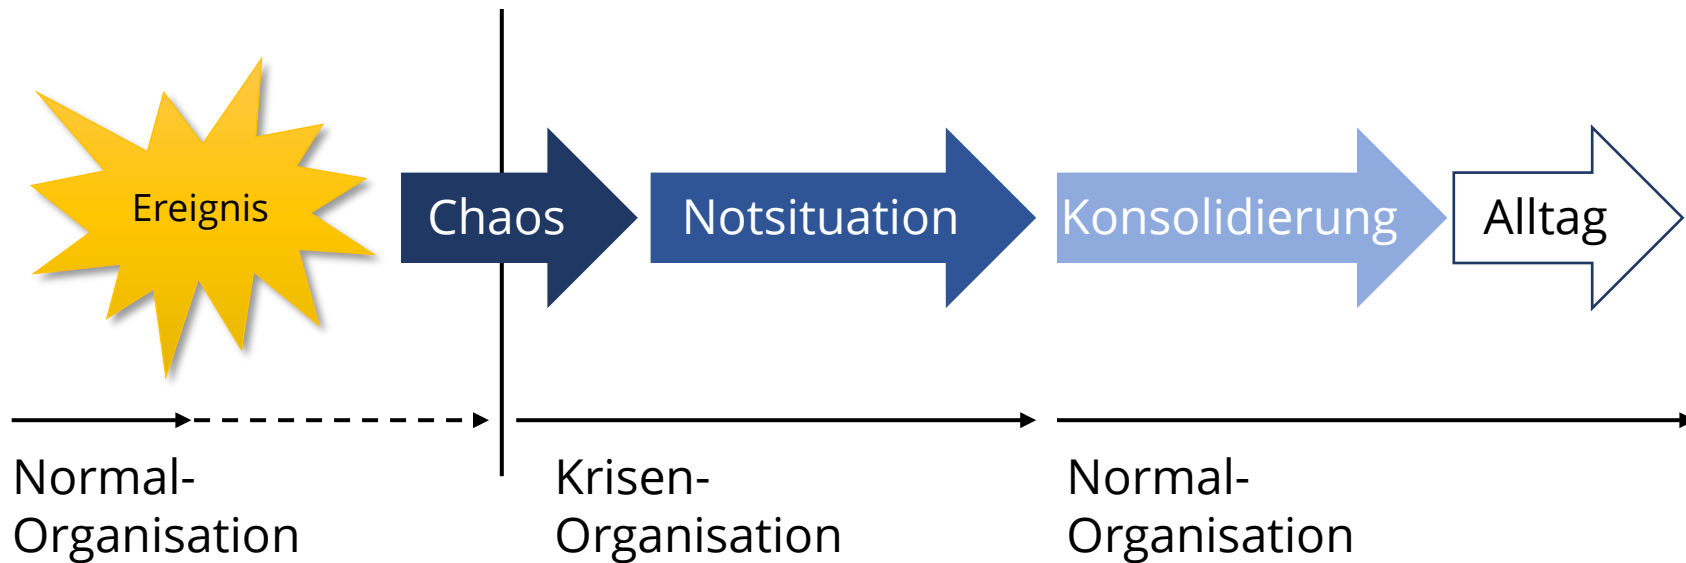 Ereignis
Chaos
Notsituation
Konsolidierung
Alltag
Normal-
Organisation
Krisen-
Organisation
Normal-
Organisation